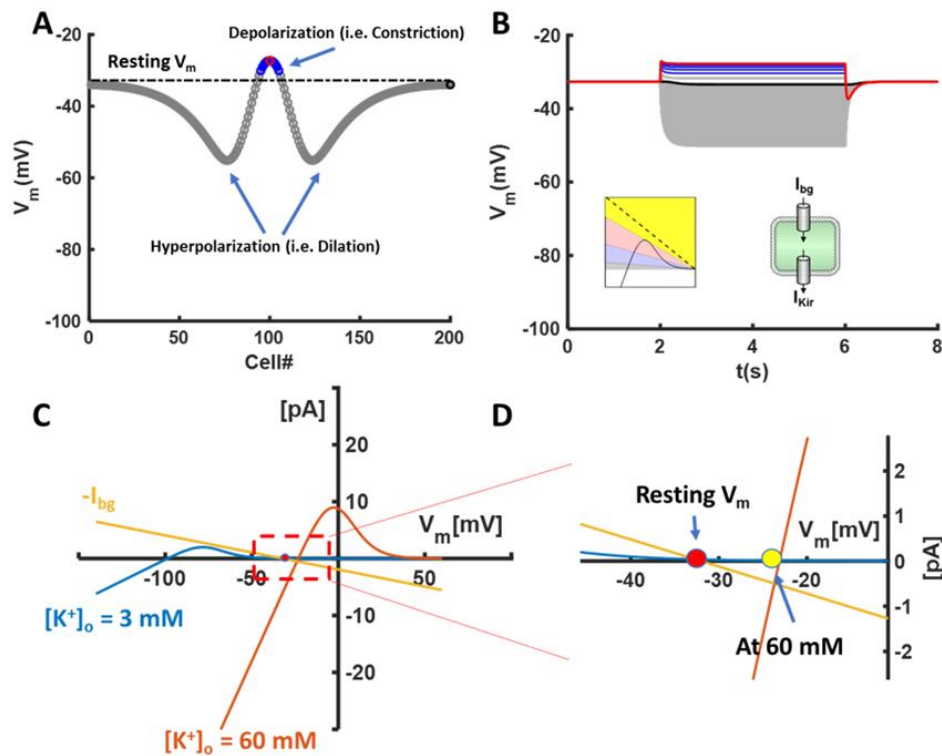 A
-20
-40
-60
-80
-100
0
50
100
150
200
Vm(mV)
Cell#
Resting Vm
Depolarization (i.e. Constriction)
Hyperpolarization (i.e. Dilation)
B
-20
-40
-60
-80
-100
0
2
4
6
8
Vm(mV)
t(s)
Ibg
IKir
C
[pA]
20
10
-10
-20
-100
-50
50
Vm[mV]
-Ibg
[K+]o = 3 mM
[K+]o = 60 mM
D
2
1
0
-1
-2
-40
-30
-20
Vm[mV]
[pA]
Resting Vm
At 60 mM